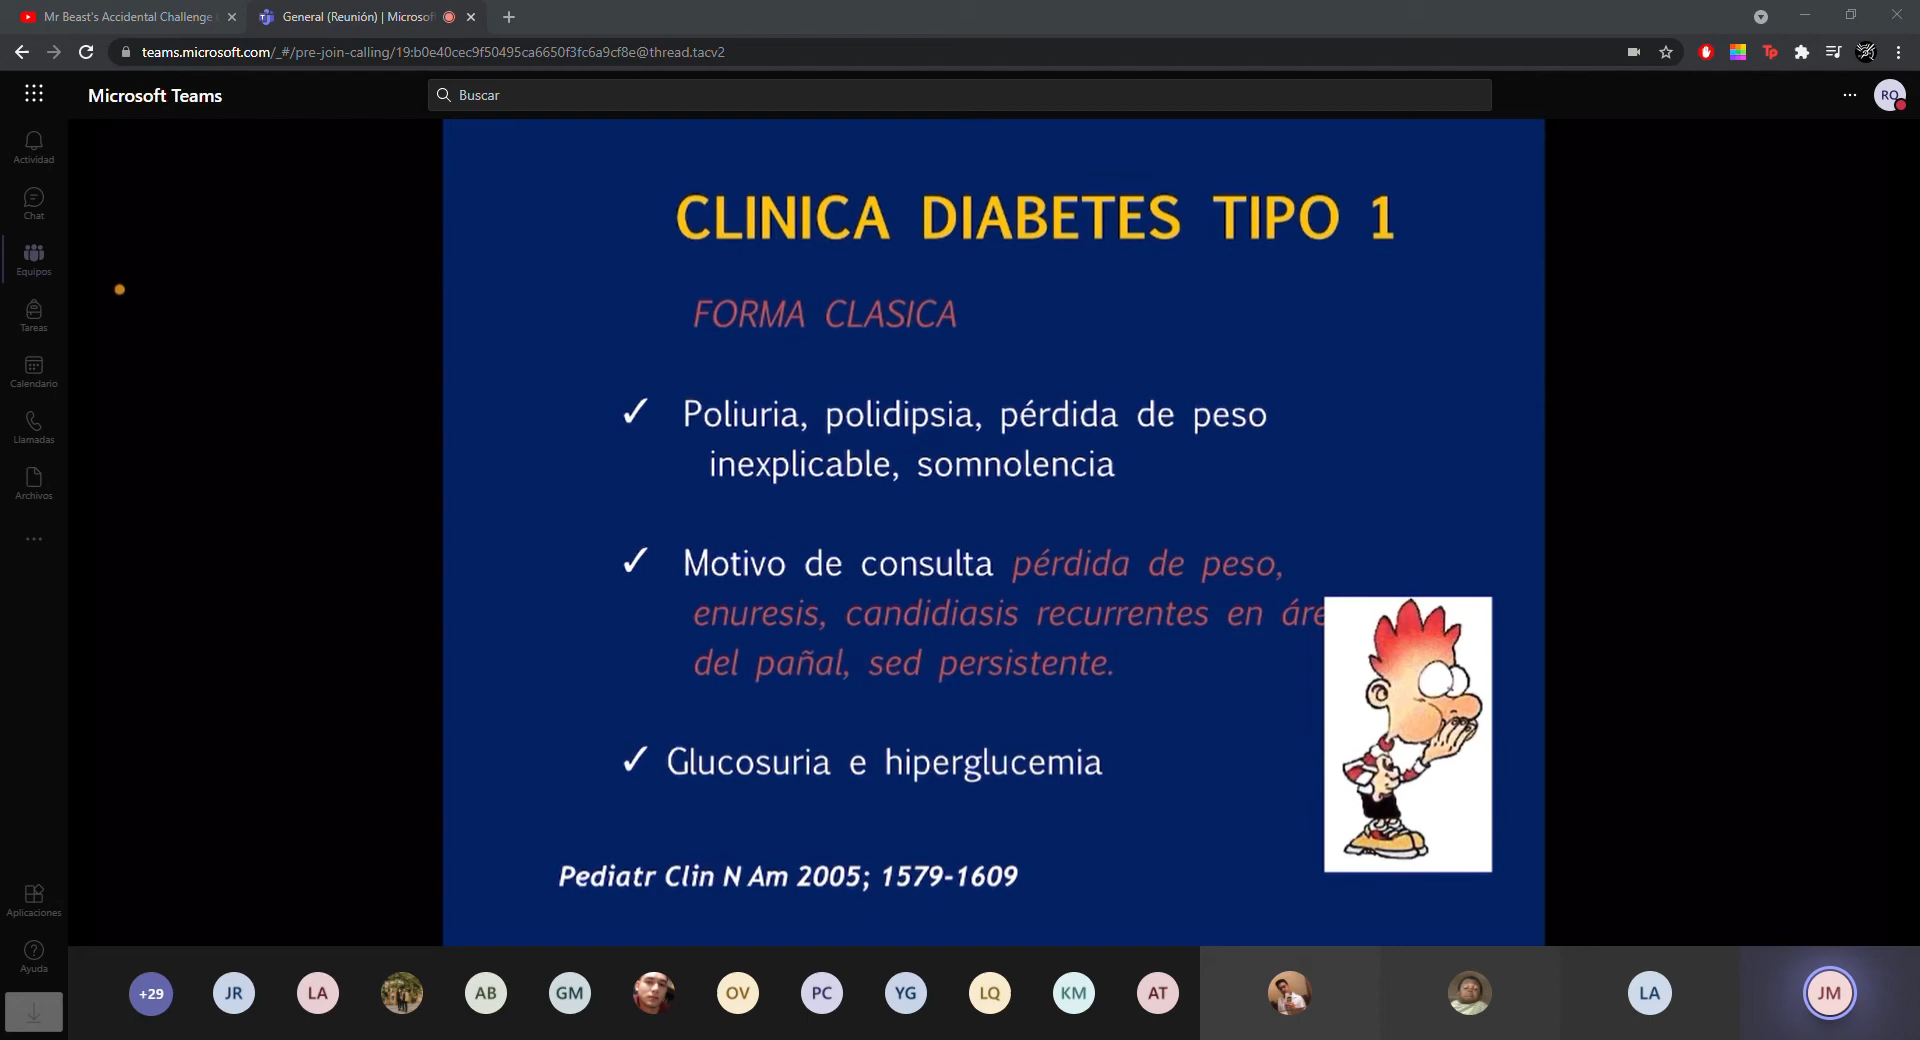 Mr Beast's Accidental Challenge
General (Reunión) | Microsof
teams.microsoft.com/_#/pre-join-calling/19:b0e40cec9f50495ca6650f3fc6a9cf8e@thread.tacv2
Microsoft Teams
Buscar
RO
Actividad
Chat
Equipos
Tareas
Calendario
Llamadas
Archivos
Aplicaciones
Ayuda
CLINICA DIABETES TIPO 1
FORMA CLASICA
✓ Poliuria, polidipsia, pérdida de peso
inexplicable, somnolencia
✓ Motivo de consulta pérdida de peso,
enuresis, candidiasis recurrentes en áre
del pañal, sed persistente.
✓ Glucosuria e hiperglucemia
Pediatr Clin N Am 2005; 1579-1609
+29
JR
LA
AB
GM
OV
PC
YG
LQ
KM
AT
LA
JM